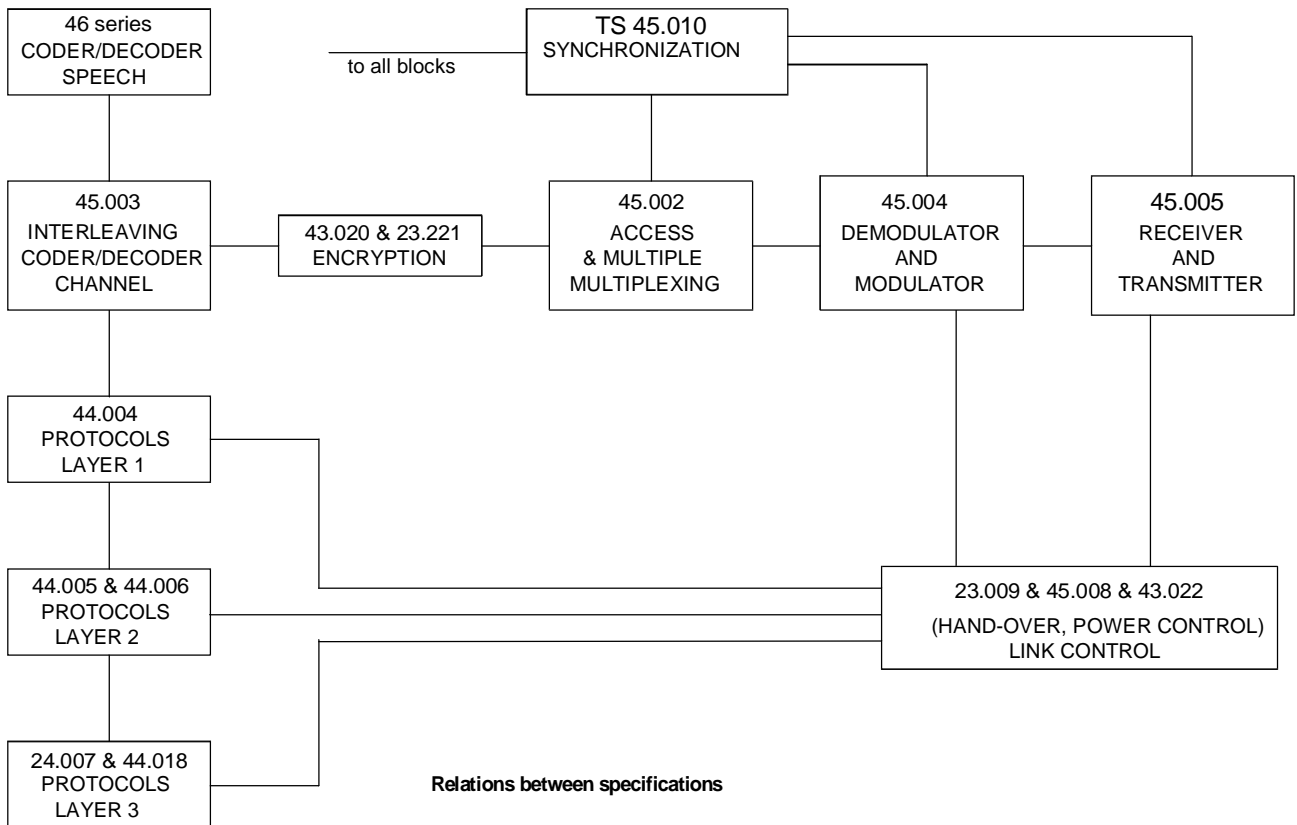 46 series
CODER/DECODER
SPEECH
to all blocks
TS 45.010
SYNCHRONIZATION
45.003
INTERLEAVING
CODER/DECODER
CHANNEL
43.020 & 23.221
ENCRYPTION
45.002
ACCESS
& MULTIPLE
MULTIPLEXING
45.004
DEMODULATOR
AND
MODULATOR
45.005
RECEIVER
AND
TRANSMITTER
44.004
PROTOCOLS
LAYER 1
44.005 & 44.006
PROTOCOLS
LAYER 2
23.009 & 45.008 & 43.022
(HAND-OVER, POWER CONTROL)
LINK CONTROL
24.007 & 44.018
PROTOCOLS
LAYER 3
Relations between specifications